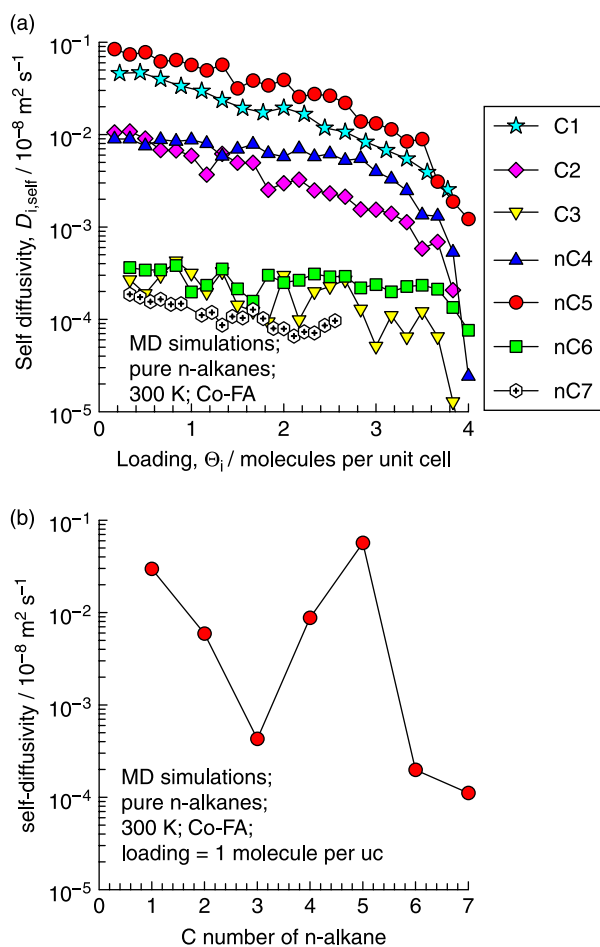 (a)
10⁻¹
10⁻²
10⁻³
10⁻⁴
10⁻⁵
Self diffusivity, D_i,self / 10⁻⁸ m² s⁻¹
MD simulations;
pure n-alkanes;
300 K; Co-FA
0 1 2 3 4
Loading, Θ_i / molecules per unit cell
C1
C2
C3
nC4
nC5
nC6
nC7
(b)
10⁻¹
10⁻²
10⁻³
10⁻⁴
10⁻⁵
self-diffusivity / 10⁻⁸ m² s⁻¹
MD simulations;
pure n-alkanes;
300 K; Co-FA;
loading = 1 molecule per uc
0 1 2 3 4 5 6 7
C number of n-alkane